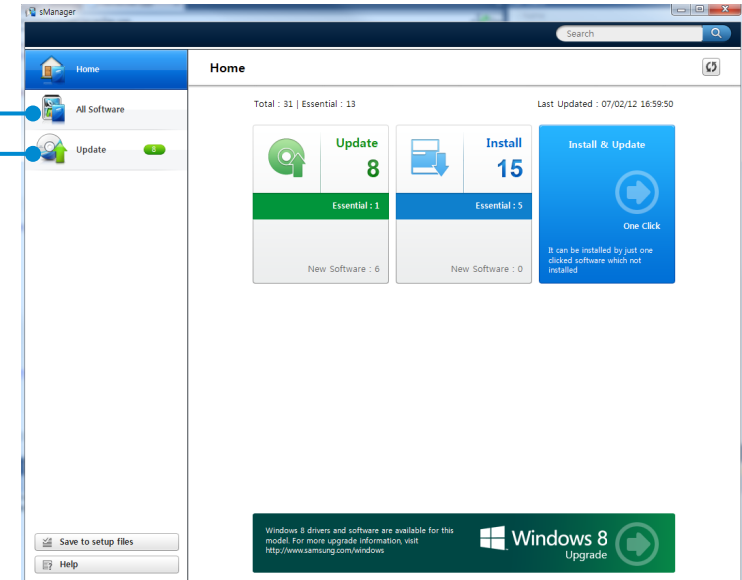 sManager
Search
Home
All Software
Update 8
Home
Total : 31 | Essential : 13
Last Updated : 07/02/12 16:59:50
Update
8
Essential : 1
New Software : 6
Install
15
Essential : 5
New Software : 0
Install & Update
One Click
It can be installed by just one
clicked software which not
installed
Save to setup files
Help
Windows 8 drivers and software are available for this
model. For more upgrade information, visit
http://www.samsung.com/windows
Windows 8
Upgrade